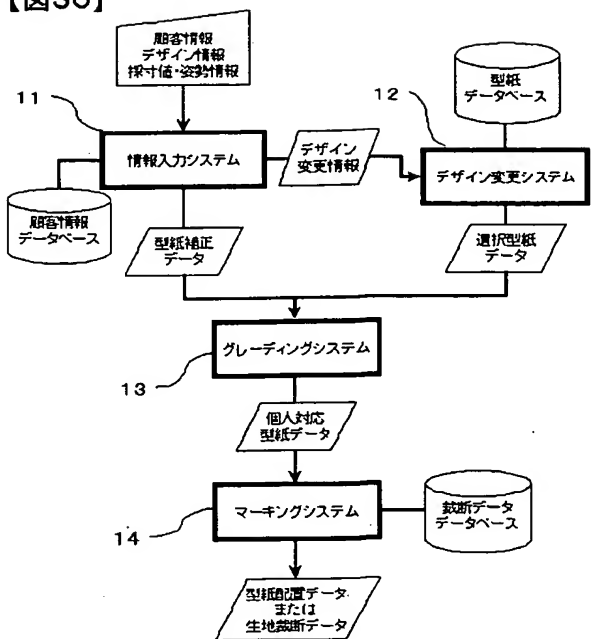 顧客情報
デザイン情報
採寸値・姿勢情報
11
情報入力システム
デザイン
変更情報
12
型紙
データベース
デザイン変更システム
顧客情報
データベース
型紙補正
データ
選択型紙
データ
グレーディングシステム
13
個人対応
型紙データ
マーキングシステム
14
裁断データ
データベース
型紙配置データ
または
生地裁断データ